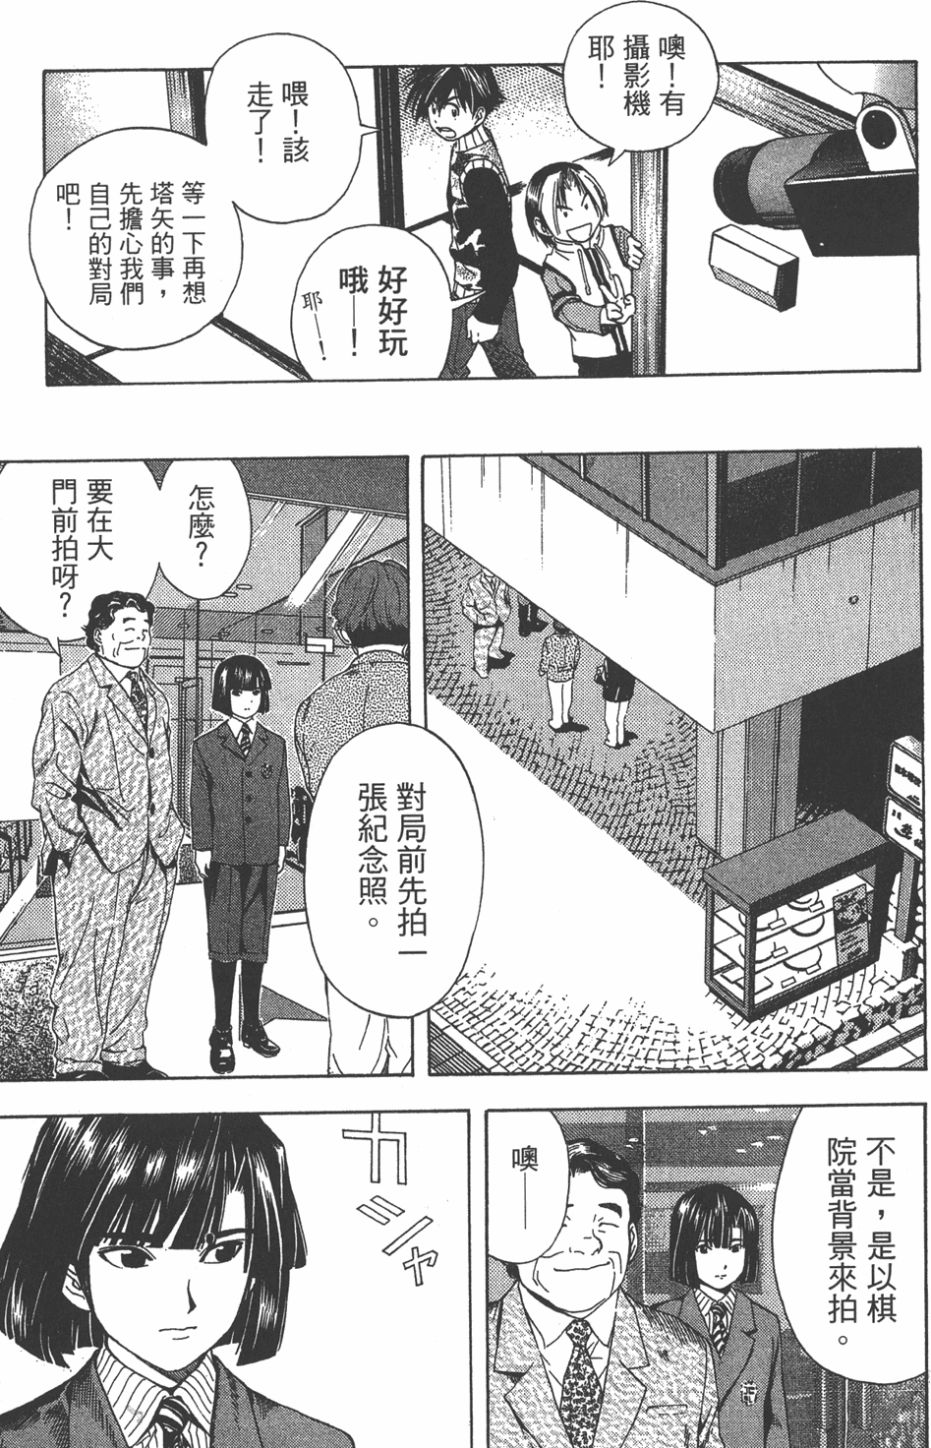 噢！有
攝影機
耶！
喂！該
走了！
等一下再想
塔矢的事，
先擔心我們
自己的對局
吧！
好好玩
哦—！
耶——！
對局前先拍一
張紀念照。
怎麼？
要在大
門前拍呀？
不是，是以棋
院當背景來拍。
噢——
カシャ